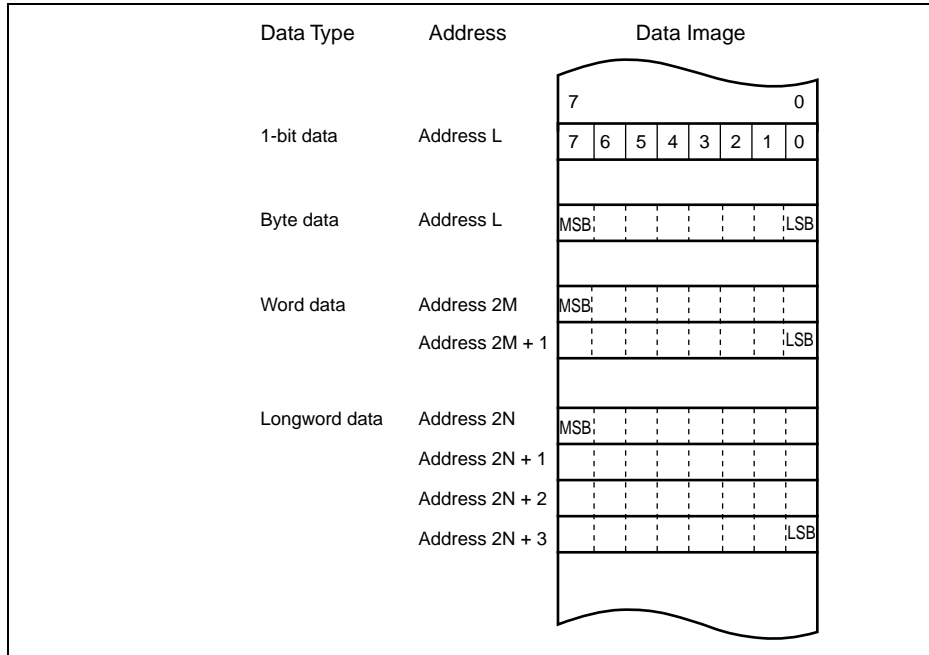 Data Type Address Data Image
7 0
1-bit data Address L 7 6 5 4 3 2 1 0
Byte data Address L MSB LSB
Word data Address 2M MSB
Address 2M + 1 LSB
Longword data Address 2N MSB
Address 2N + 1
Address 2N + 2
Address 2N + 3 LSB